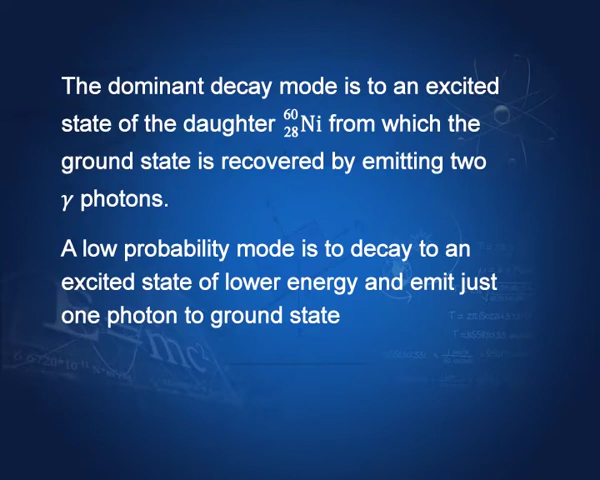 The dominant decay mode is to an excited
state of the daughter ⁶⁰₂₈Ni from which the
ground state is recovered by emitting two
γ photons.
A low probability mode is to decay to an
excited state of lower energy and emit just
one photon to ground state